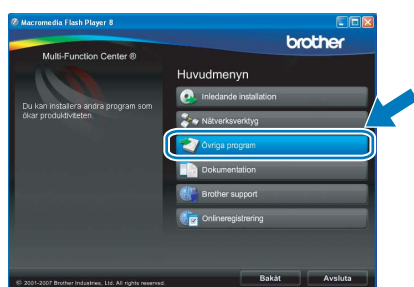 Macromedia Flash Player 8
brother
Multi-Function Center ®
Huvudmenyn
Du kan installera andra program som
ökar produktiviteten.
Inledande installation
Nätverksverktyg
Övriga program
Dokumentation
Brother support
Onlineregistrering
© 2001-2007 Brother Industries, Ltd. All rights reserved.
Bakåt
Avsluta